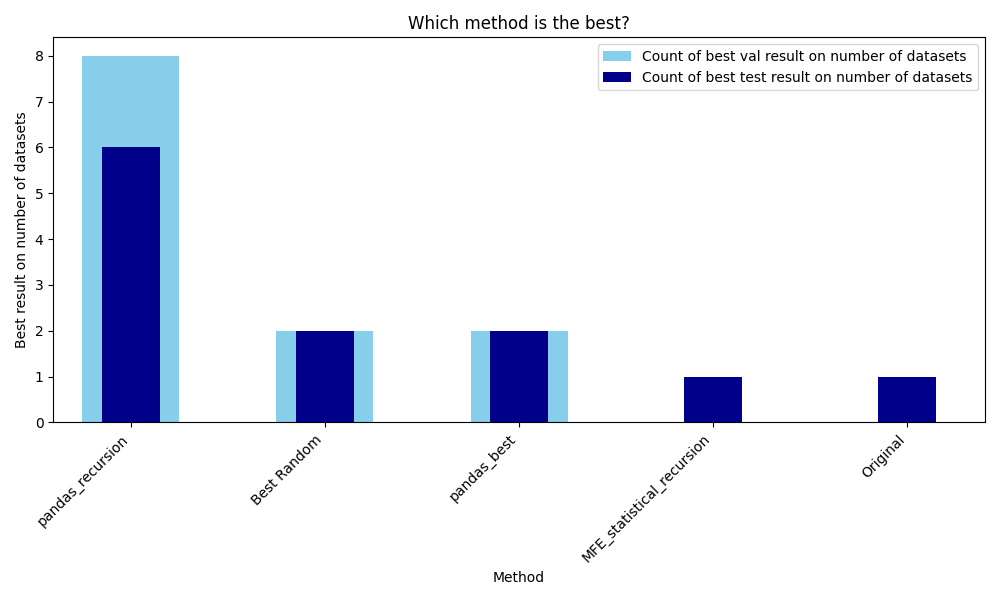 Which method is the best?
Count of best val result on number of datasets
Count of best test result on number of datasets
Best result on number of datasets
8
7
6
5
4
3
2
1
0
pandas_recursion
Best Random
pandas_best
MFE_statistical_recursion
Original
Method